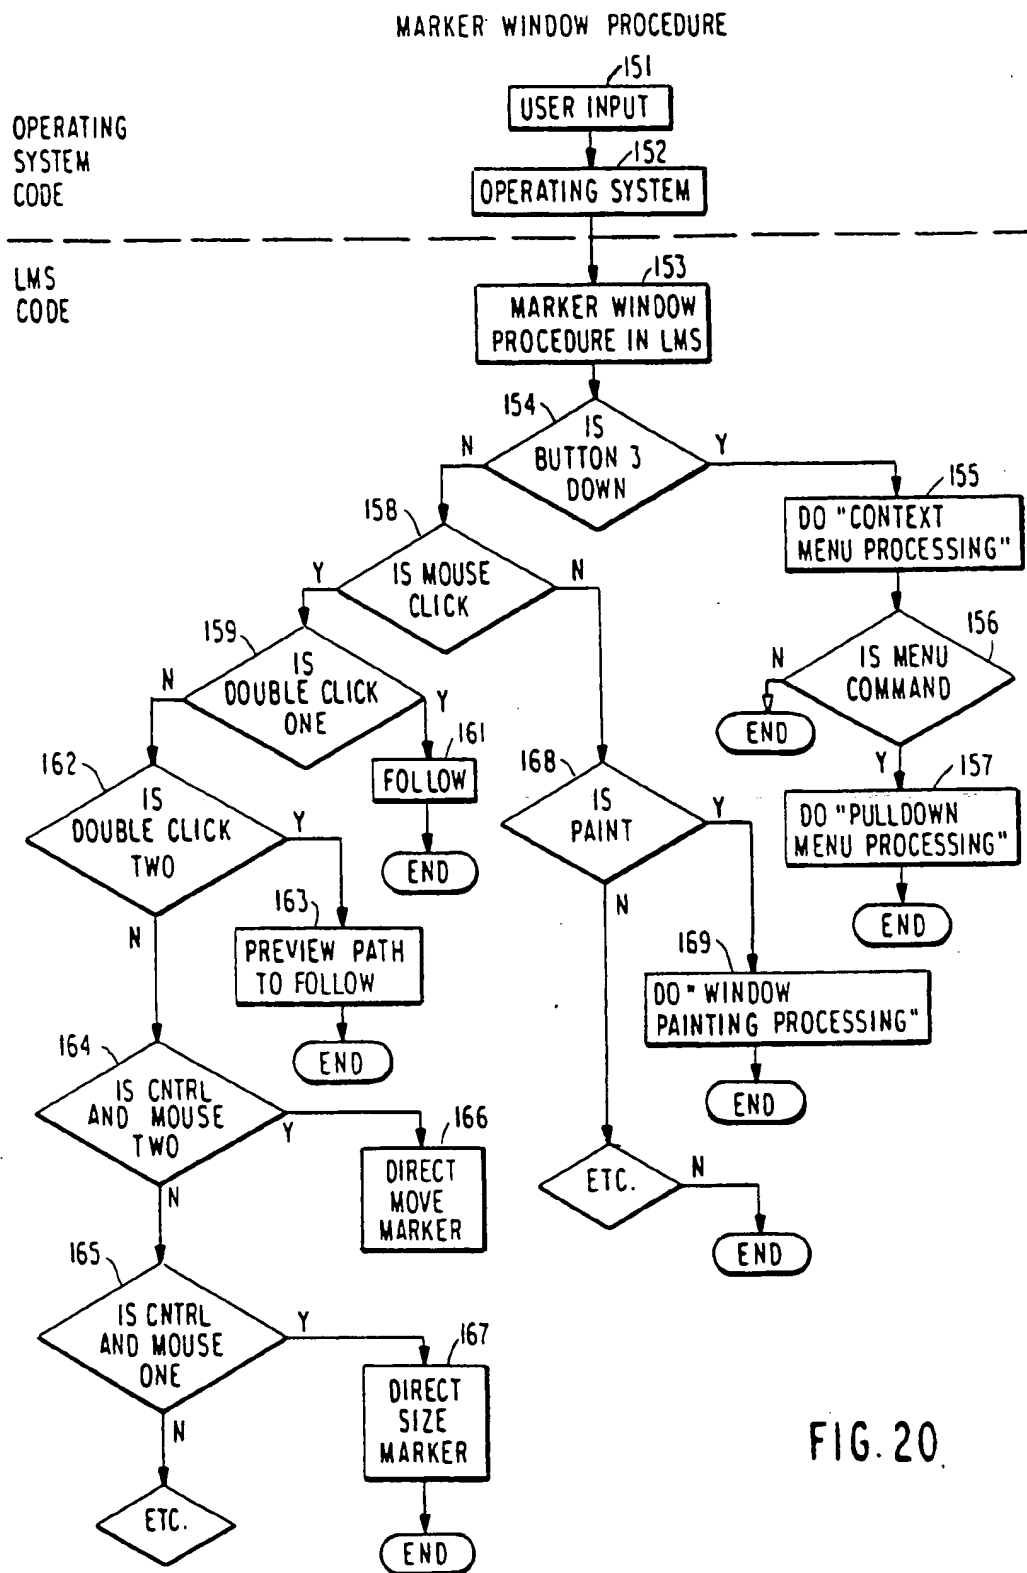 MARKER WINDOW PROCEDURE
151
USER INPUT
OPERATING
SYSTEM
CODE
152
OPERATING SYSTEM
LMS
CODE
153
MARKER WINDOW
PROCEDURE IN LMS
154
IS
BUTTON 3
DOWN
N
Y
155
DO "CONTEXT
MENU PROCESSING"
158
IS MOUSE
CLICK
Y
N
156
IS MENU
COMMAND
N
END
Y
157
DO "PULLDOWN
MENU PROCESSING"
END
159
IS
DOUBLE CLICK
ONE
N
Y
161
FOLLOW
END
162
IS
DOUBLE CLICK
TWO
Y
N
163
PREVIEW PATH
TO FOLLOW
END
168
IS
PAINT
Y
N
169
DO "WINDOW
PAINTING PROCESSING"
END
164
IS CNTRL
AND MOUSE
TWO
Y
N
166
DIRECT
MOVE
MARKER
ETC.
N
END
165
IS CNTRL
AND MOUSE
ONE
Y
N
167
DIRECT
SIZE
MARKER
END
ETC.
FIG. 20